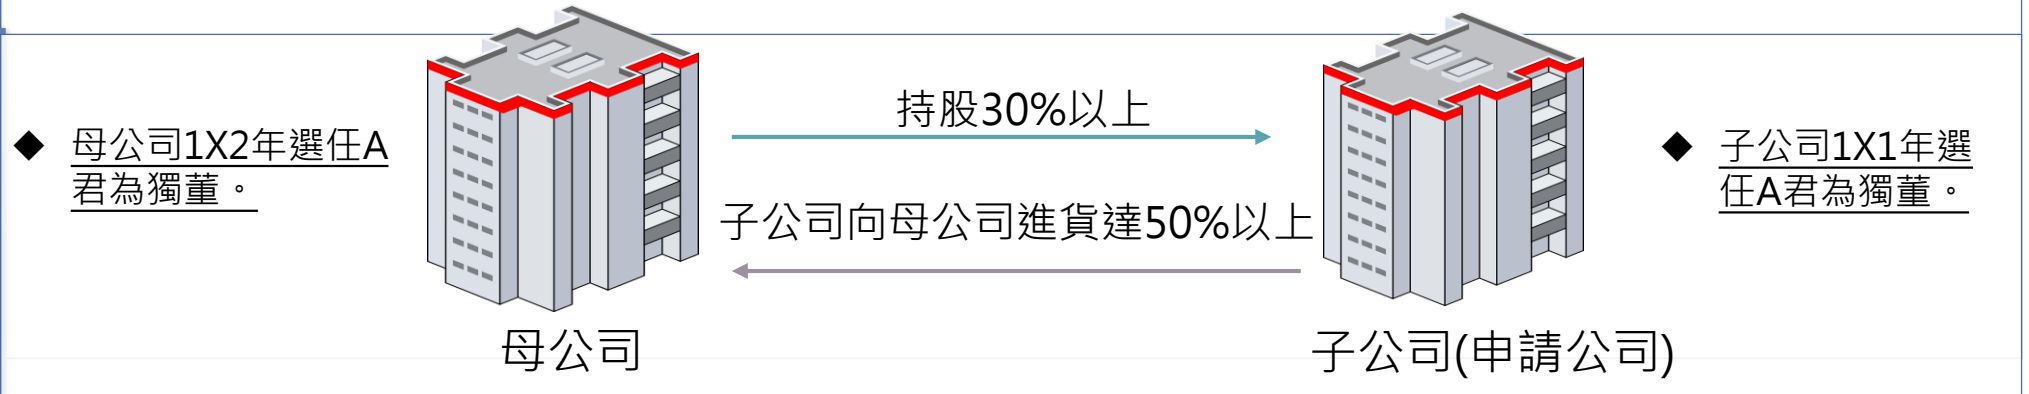 持股30%以上
◆ 母公司1X2年選任A
君為獨董。
◆ 子公司1X1年選
任A君為獨董。
子公司向母公司進貨達50%以上
母公司
子公司(申請公司)